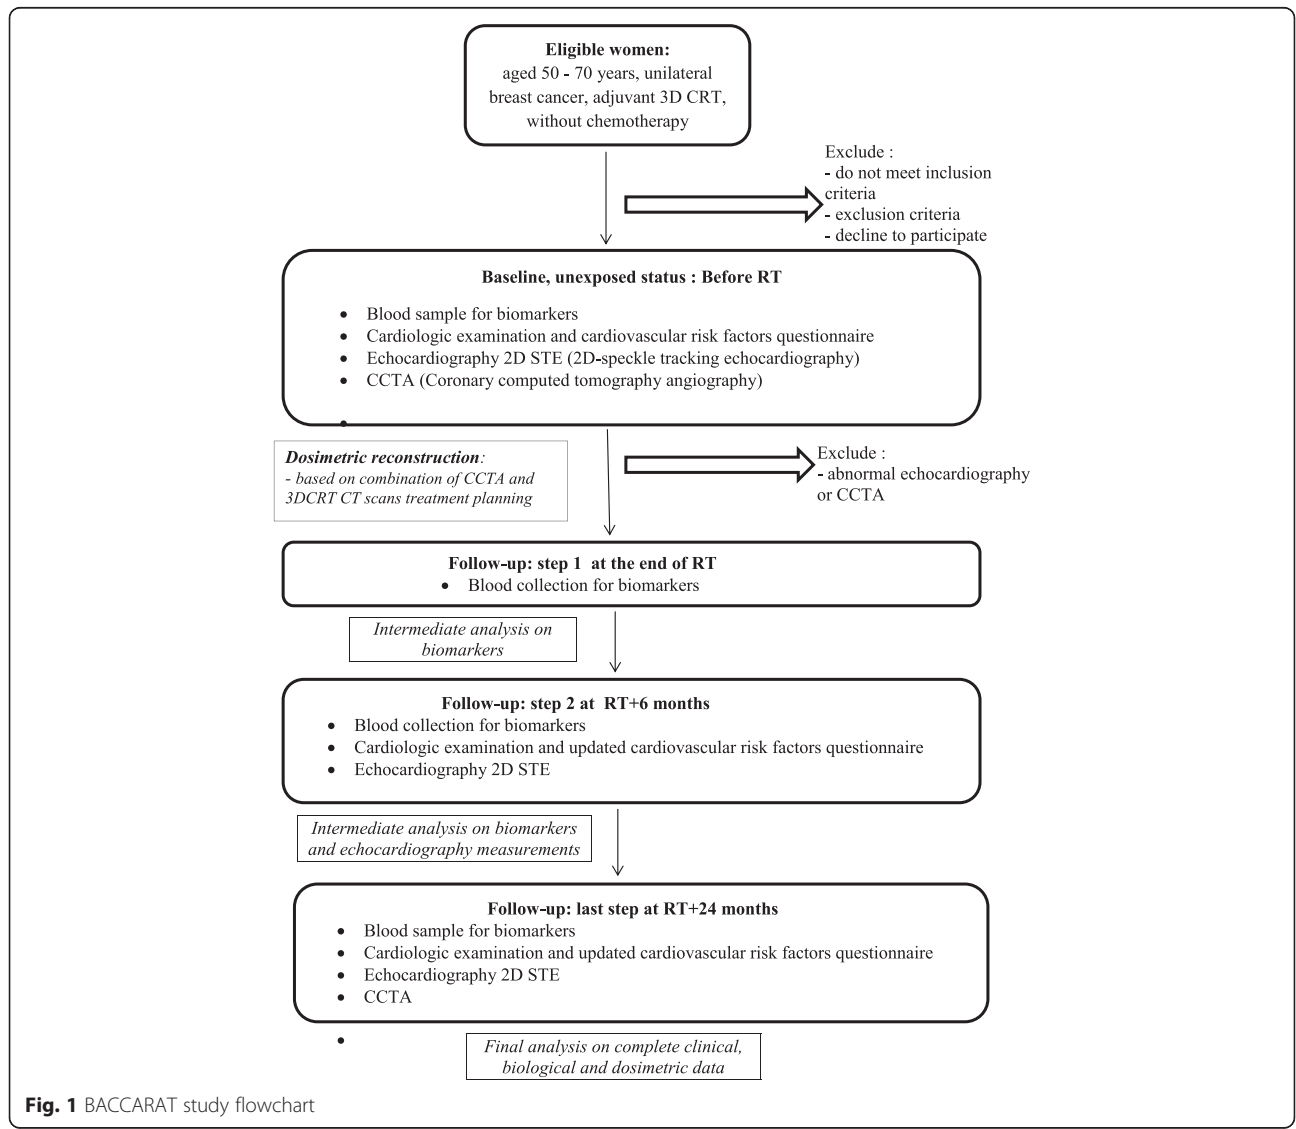 Eligible women:
aged 50 - 70 years, unilateral
breast cancer, adjuvant 3D CRT,
without chemotherapy
Exclude :
- do not meet inclusion
criteria
- exclusion criteria
- decline to participate
Baseline, unexposed status : Before RT
• Blood sample for biomarkers
• Cardiologic examination and cardiovascular risk factors questionnaire
• Echocardiography 2D STE (2D-speckle tracking echocardiography)
• CCTA (Coronary computed tomography angiography)
•
Dosimetric reconstruction:
- based on combination of CCTA and
3DCRT CT scans treatment planning
Exclude :
- abnormal echocardiography
or CCTA
Follow-up: step 1 at the end of RT
• Blood collection for biomarkers
Intermediate analysis on
biomarkers
Follow-up: step 2 at RT+6 months
• Blood collection for biomarkers
• Cardiologic examination and updated cardiovascular risk factors questionnaire
• Echocardiography 2D STE
Intermediate analysis on biomarkers
and echocardiography measurements
Follow-up: last step at RT+24 months
• Blood sample for biomarkers
• Cardiologic examination and updated cardiovascular risk factors questionnaire
• Echocardiography 2D STE
• CCTA
•
Final analysis on complete clinical,
biological and dosimetric data
Fig. 1 BACCARAT study flowchart